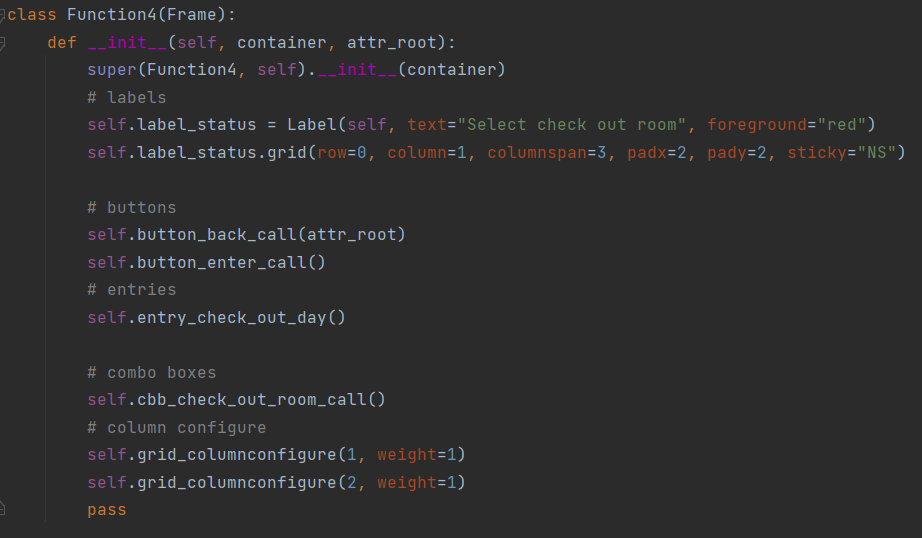 class Function4(Frame):
    def __init__(self, container, attr_root):
        super(Function4, self).__init__(container)
        # labels
        self.label_status = Label(self, text="Select check out room", foreground="red")
        self.label_status.grid(row=0, column=1, columnspan=3, padx=2, pady=2, sticky="NS")

        # buttons
        self.button_back_call(attr_root)
        self.button_enter_call()
        # entries
        self.entry_check_out_day()

        # combo boxes
        self.cbb_check_out_room_call()
        # column configure
        self.grid_columnconfigure(1, weight=1)
        self.grid_columnconfigure(2, weight=1)
        pass